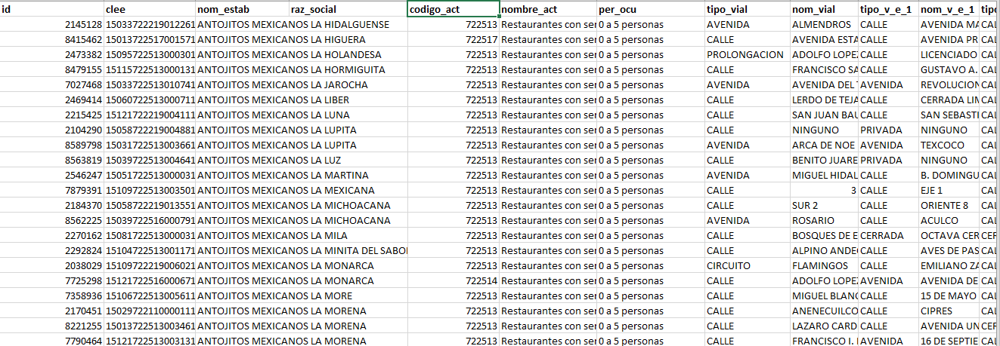 id clee nom_estab raz_social codigo_act nombre_act per_ocu tipo_vial nom_vial tipo_v_e_1 nom_v_e_1 tipo
2145128 15033722219012261 ANTOJITOS MEXICANOS LA HIDALGUENSE 722513 Restaurantes con ser 0 a 5 personas AVENIDA ALMENDROS CALLE AVENIDA MA CAL
8415462 15013722517001571 ANTOJITOS MEXICANOS LA HIGUERA 722517 Restaurantes con ser 0 a 5 personas CALLE AVENIDA ESTA CALLE AVENIDA PR CAL
2473382 15095722513000301 ANTOJITOS MEXICANOS LA HOLANDESA 722513 Restaurantes con ser 0 a 5 personas PROLONGACION ADOLFO LOPEZ CALLE LICENCIADO CAL
8479155 15115722513000131 ANTOJITOS MEXICANOS LA HORMIGUITA 722513 Restaurantes con ser 0 a 5 personas CALLE FRANCISCO SA CALLE GUSTAVO A. CAL
7027468 15033722513010741 ANTOJITOS MEXICANOS LA JAROCHA 722513 Restaurantes con ser 0 a 5 personas AVENIDA AVENIDA DEL AVENIDA REVOLUCION CAL
2469414 15060722513000711 ANTOJITOS MEXICANOS LA LIBER 722513 Restaurantes con ser 0 a 5 personas CALLE LERDO DE TEJA CALLE CERRADA LIM CAL
2215425 15121722219004111 ANTOJITOS MEXICANOS LA LUNA 722513 Restaurantes con ser 0 a 5 personas CALLE SAN JUAN BAU CALLE SAN SEBASTI CAL
2104290 15058722219004881 ANTOJITOS MEXICANOS LA LUPITA 722513 Restaurantes con ser 0 a 5 personas CALLE NINGUNO PRIVADA NINGUNO CAL
8589798 15031722513003661 ANTOJITOS MEXICANOS LA LUPITA 722513 Restaurantes con ser 0 a 5 personas AVENIDA ARCA DE NOE AVENIDA TEXCOCO CAL
8563819 15039722513004641 ANTOJITOS MEXICANOS LA LUZ 722513 Restaurantes con ser 0 a 5 personas CALLE BENITO JUARE PRIVADA NINGUNO CAL
2546247 15051722513000031 ANTOJITOS MEXICANOS LA MARTINA 722513 Restaurantes con ser 0 a 5 personas AVENIDA MIGUEL HIDAL CALLE B. DOMINGU CAL
7879391 15109722513003501 ANTOJITOS MEXICANOS LA MEXICANA 722513 Restaurantes con ser 0 a 5 personas CALLE 3 CALLE EJE 1 CAL
2184370 15058722219013551 ANTOJITOS MEXICANOS LA MICHOACANA 722513 Restaurantes con ser 0 a 5 personas CALLE SUR 2 CALLE ORIENTE 8 CAL
8562225 15039722516000791 ANTOJITOS MEXICANOS LA MICHOACANA 722513 Restaurantes con ser 0 a 5 personas AVENIDA ROSARIO CALLE ACULCO CAL
2270162 15081722513000031 ANTOJITOS MEXICANOS LA MILA 722513 Restaurantes con ser 0 a 5 personas CALLE BOSQUES DE E CERRADA OCTAVA CER CER
2292824 15104722513001171 ANTOJITOS MEXICANOS LA MINITA DEL SABOR 722513 Restaurantes con ser 0 a 5 personas CALLE ALPINO ANDE CALLE AVES DE PAS CAL
2038029 15109722219006021 ANTOJITOS MEXICANOS LA MONARCA 722513 Restaurantes con ser 0 a 5 personas CIRCUITO FLAMINGOS CALLE EMILIANO ZA CAL
7725298 15121722516000671 ANTOJITOS MEXICANOS LA MONARCA 722514 Restaurantes con ser 0 a 5 personas CALLE ADOLFO LOPEZ AVENIDA AVENIDA DE CAL
7358936 15106722513005611 ANTOJITOS MEXICANOS LA MORE 722513 Restaurantes con ser 0 a 5 personas CALLE MIGUEL BLANC CALLE 15 DE MAYO CAL
2170451 15029722110000111 ANTOJITOS MEXICANOS LA MORENA 722513 Restaurantes con ser 0 a 5 personas CALLE ANENECUILCO CALLE CIPRES CAL
8221255 15013722513003461 ANTOJITOS MEXICANOS LA MORENA 722513 Restaurantes con ser 0 a 5 personas CALLE LAZARO CARD CALLE AVENIDA UN CER
7790464 15121722513003131 ANTOJITOS MEXICANOS LA MORENA 722513 Restaurantes con ser 0 a 5 personas CALLE FRANCISCO I. AVENIDA 16 DE SEPTIE CAL